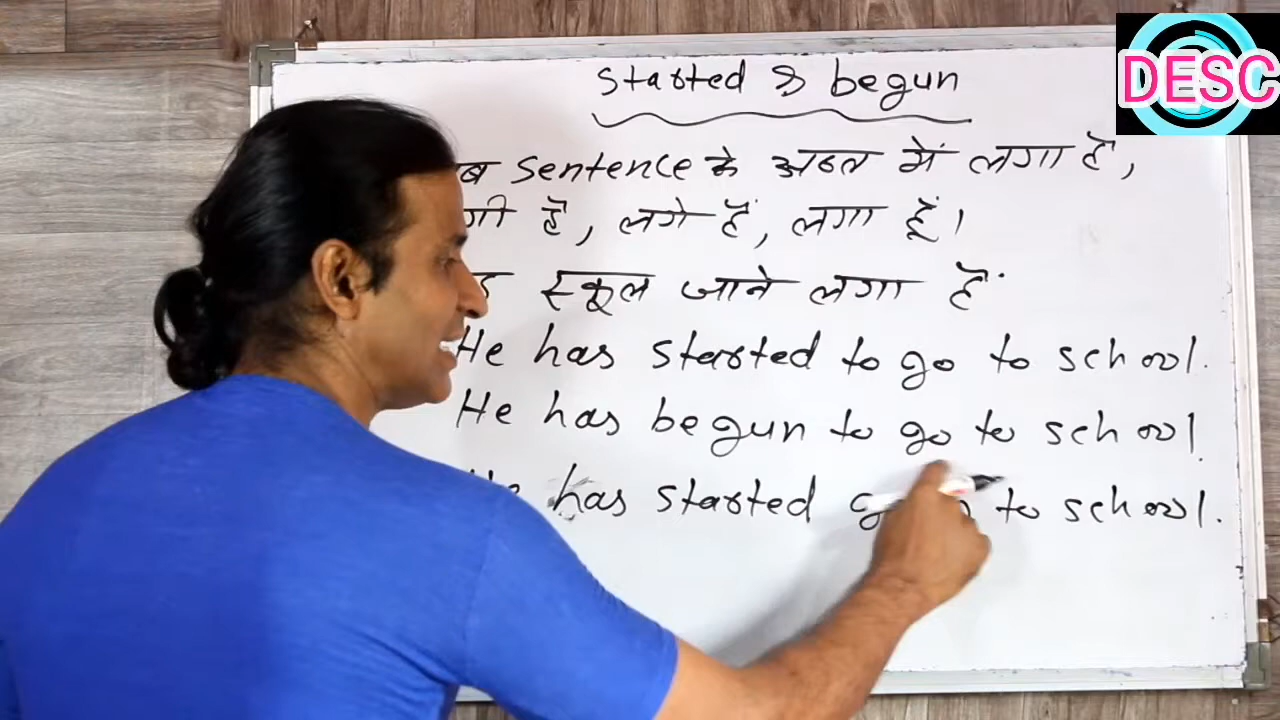 DESC
Started & begun
sentence के अन्त में लगा है,
है, लगे हैं, लगा हूं।
स्कूल जाने लगा है
He has started to go to school.
He has begun to go to school.
has started to school.